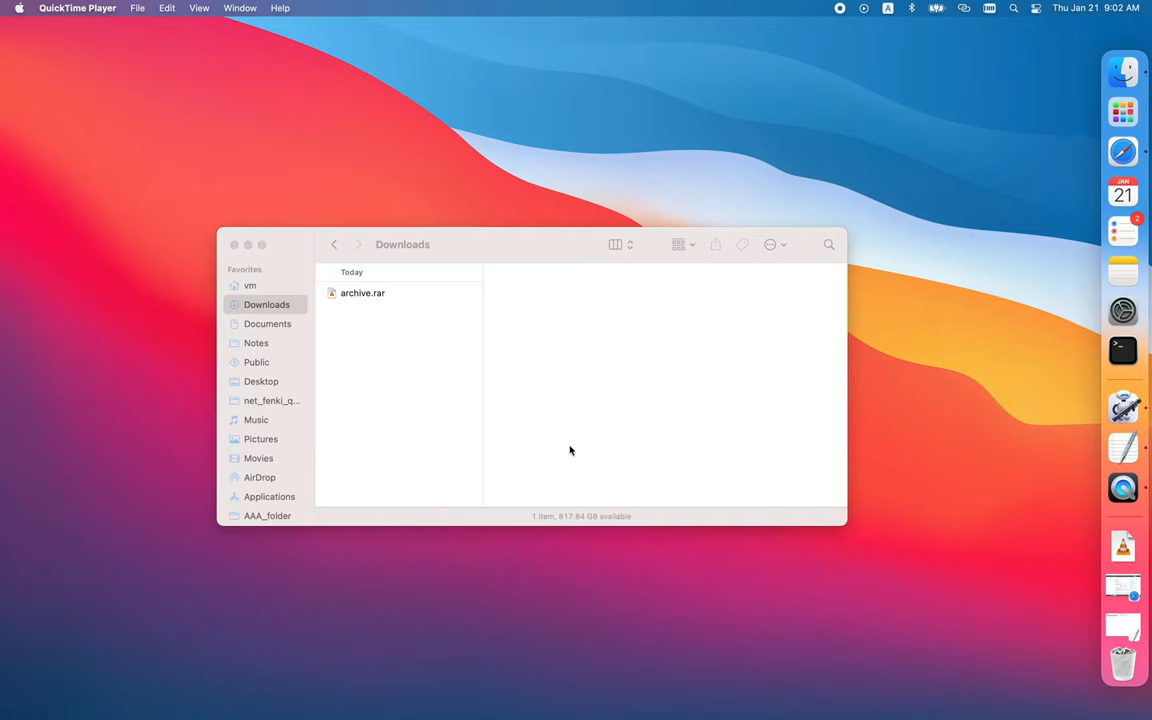 QuickTime Player File Edit View Window Help A Thu Jan 21 9:02 AM
Downloads
Favorites
vm
Downloads
Documents
Notes
Public
Desktop
net_fenki_q...
Music
Pictures
Movies
AirDrop
Applications
AAA_folder
Today
archive.rar
1 item, 817.84 GB available
JAN
21
2
>_